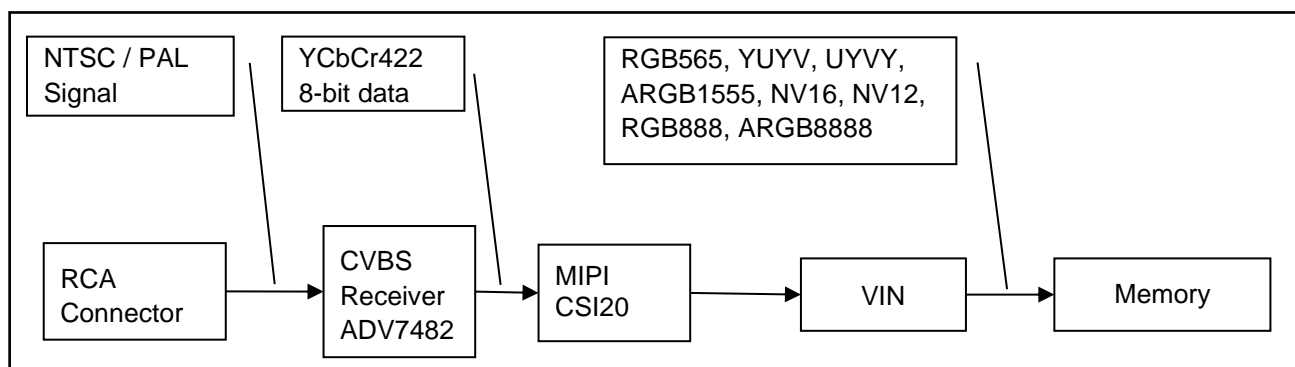 NTSC / PAL
Signal
YCbCr422
8-bit data
RGB565, YUYV, UYVY,
ARGB1555, NV16, NV12,
RGB888, ARGB8888
RCA
Connector
CVBS
Receiver
ADV7482
MIPI
CSI20
VIN
Memory